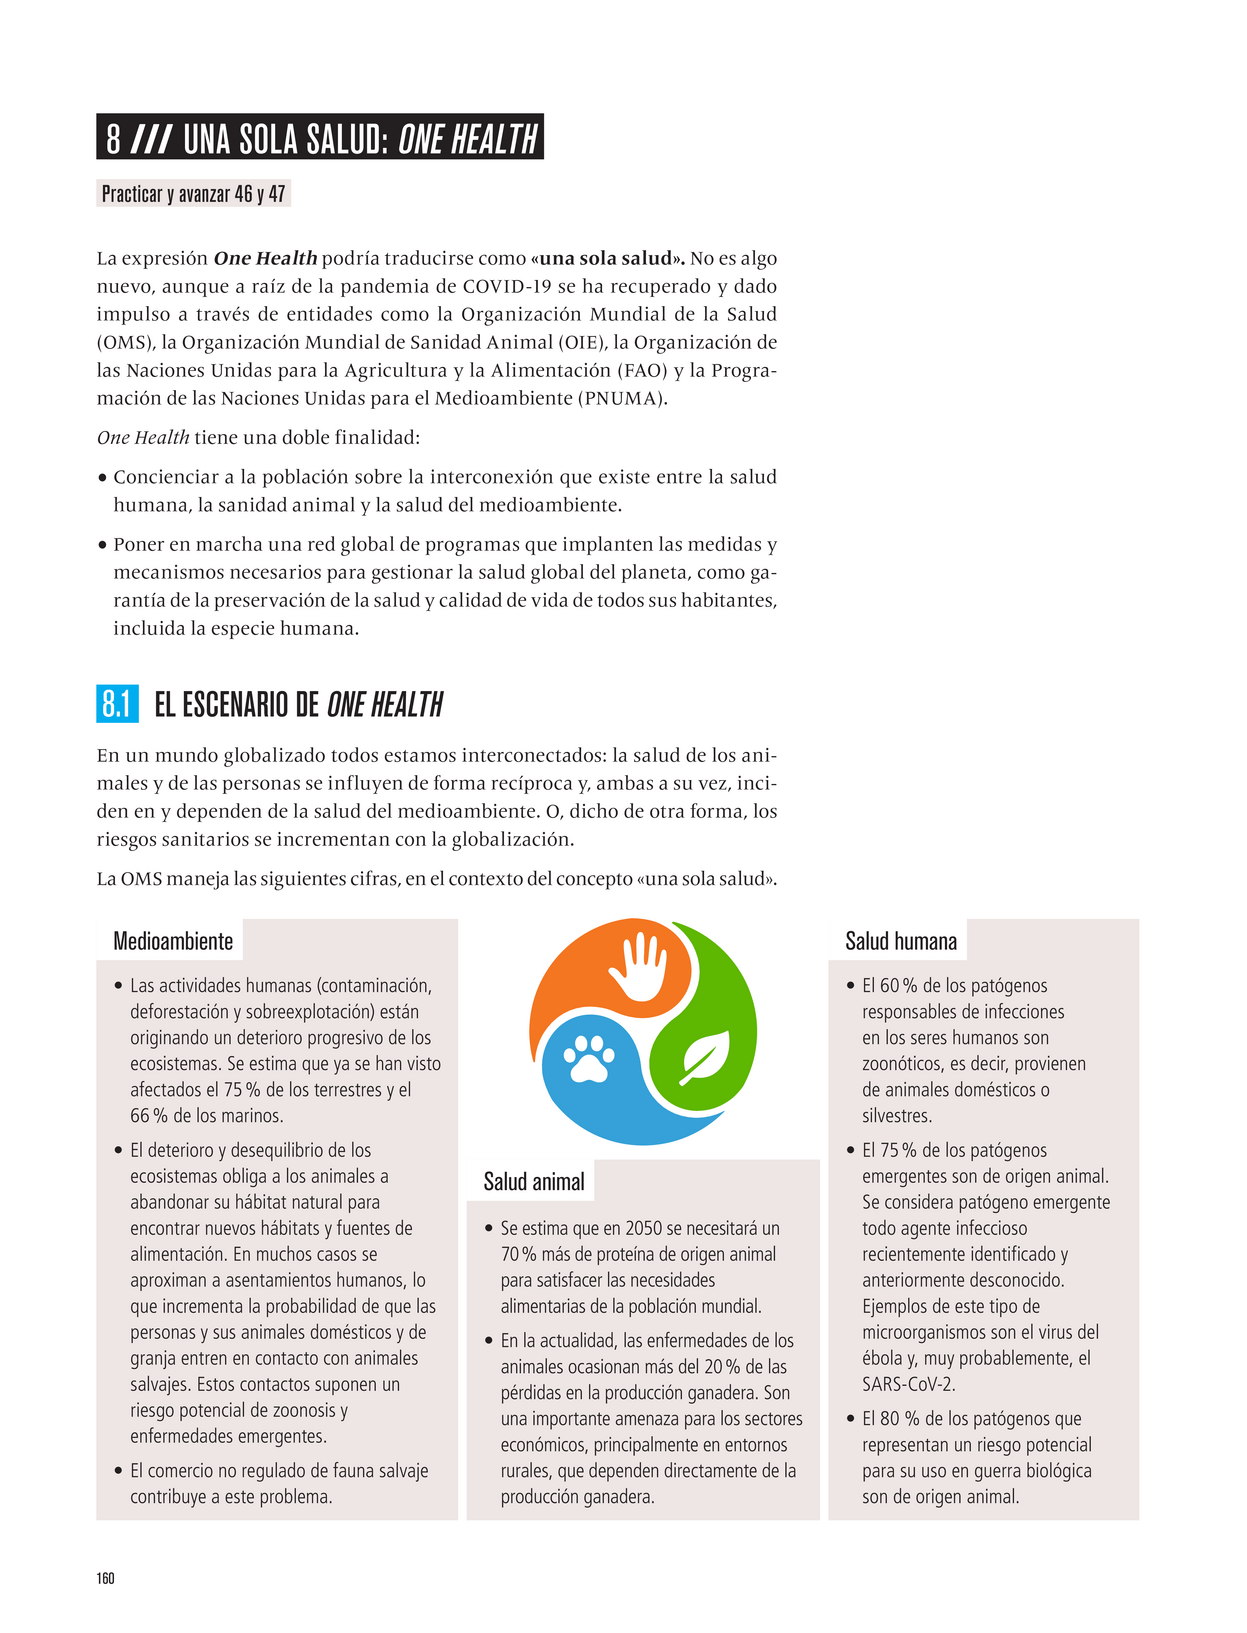 8 /// UNA SOLA SALUD: ONE HEALTH
Practicar y avanzar 46 y 47
La expresión One Health podría traducirse como «una sola salud». No es algo
nuevo, aunque a raíz de la pandemia de COVID-19 se ha recuperado y dado
impulso a través de entidades como la Organización Mundial de la Salud
(OMS), la Organización Mundial de Sanidad Animal (OIE), la Organización de
las Naciones Unidas para la Agricultura y la Alimentación (FAO) y la Progra-
mación de las Naciones Unidas para el Medioambiente (PNUMA).
One Health tiene una doble finalidad:
• Concienciar a la población sobre la interconexión que existe entre la salud
humana, la sanidad animal y la salud del medioambiente.
• Poner en marcha una red global de programas que implanten las medidas y
mecanismos necesarios para gestionar la salud global del planeta, como ga-
rantía de la preservación de la salud y calidad de vida de todos sus habitantes,
incluida la especie humana.
8.1 EL ESCENARIO DE ONE HEALTH
En un mundo globalizado todos estamos interconectados: la salud de los ani-
males y de las personas se influyen de forma recíproca y, ambas a su vez, inci-
den en y dependen de la salud del medioambiente. O, dicho de otra forma, los
riesgos sanitarios se incrementan con la globalización.
La OMS maneja las siguientes cifras, en el contexto del concepto «una sola salud».
Medioambiente
• Las actividades humanas (contaminación,
deforestación y sobreexplotación) están
originando un deterioro progresivo de los
ecosistemas. Se estima que ya se han visto
afectados el 75 % de los terrestres y el
66 % de los marinos.
• El deterioro y desequilibrio de los
ecosistemas obliga a los animales a
abandonar su hábitat natural para
encontrar nuevos hábitats y fuentes de
alimentación. En muchos casos se
aproximan a asentamientos humanos, lo
que incrementa la probabilidad de que las
personas y sus animales domésticos y de
granja entren en contacto con animales
salvajes. Estos contactos suponen un
riesgo potencial de zoonosis y
enfermedades emergentes.
• El comercio no regulado de fauna salvaje
contribuye a este problema.
Salud animal
• Se estima que en 2050 se necesitará un
70 % más de proteína de origen animal
para satisfacer las necesidades
alimentarias de la población mundial.
• En la actualidad, las enfermedades de los
animales ocasionan más del 20 % de las
pérdidas en la producción ganadera. Son
una importante amenaza para los sectores
económicos, principalmente en entornos
rurales, que dependen directamente de la
producción ganadera.
Salud humana
• El 60 % de los patógenos
responsables de infecciones
en los seres humanos son
zoonóticos, es decir, provienen
de animales domésticos o
silvestres.
• El 75 % de los patógenos
emergentes son de origen animal.
Se considera patógeno emergente
todo agente infeccioso
recientemente identificado y
anteriormente desconocido.
Ejemplos de este tipo de
microorganismos son el virus del
ébola y, muy probablemente, el
SARS-CoV-2.
• El 80 % de los patógenos que
representan un riesgo potencial
para su uso en guerra biológica
son de origen animal.
160